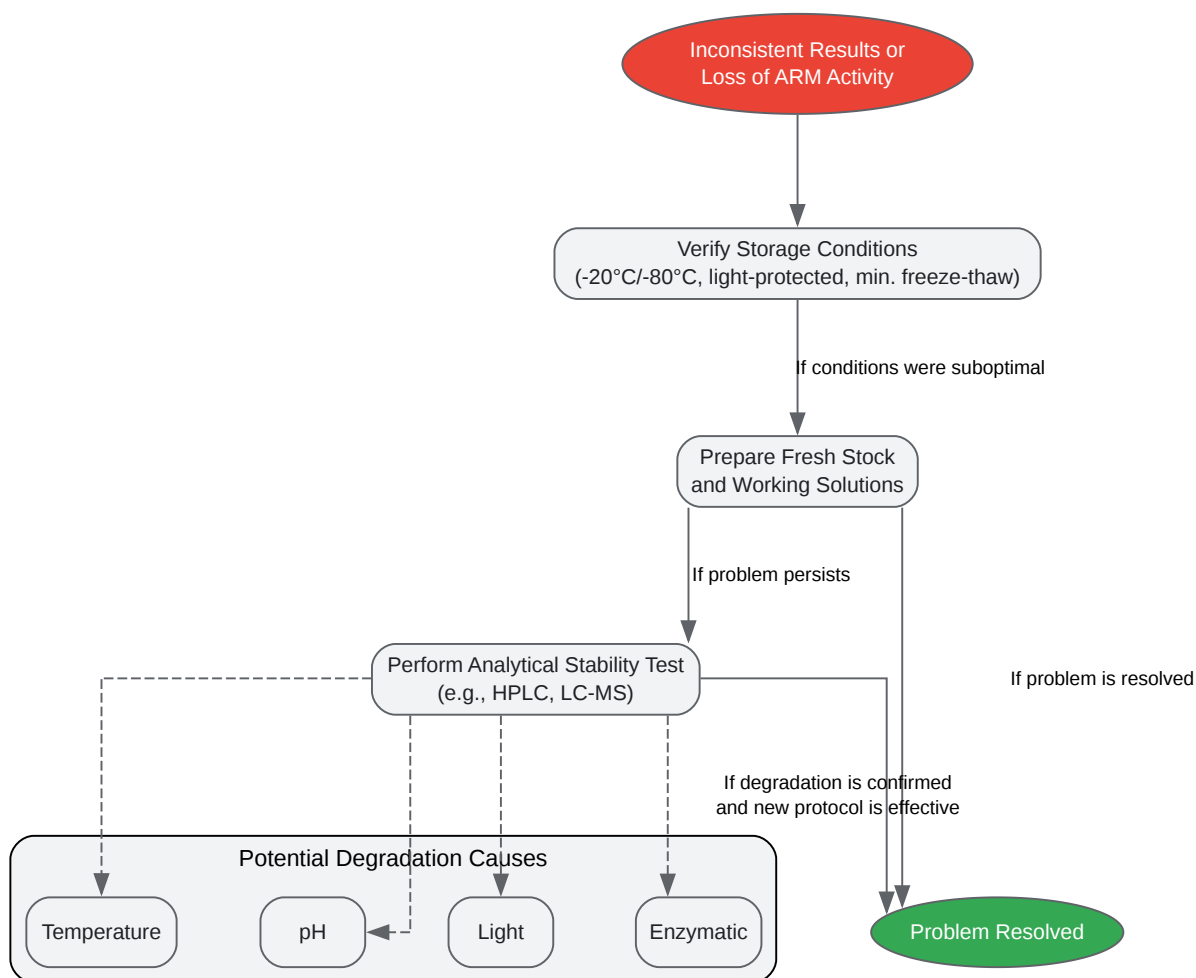 Inconsistent Results or
Loss of ARM Activity
Verify Storage Conditions
(-20°C/-80°C, light-protected, min. freeze-thaw)
If conditions were suboptimal
Prepare Fresh Stock
and Working Solutions
If problem persists
Perform Analytical Stability Test
(e.g., HPLC, LC-MS)
If problem is resolved
If degradation is confirmed
and new protocol is effective
Potential Degradation Causes
Temperature
pH
Light
Enzymatic
Problem Resolved